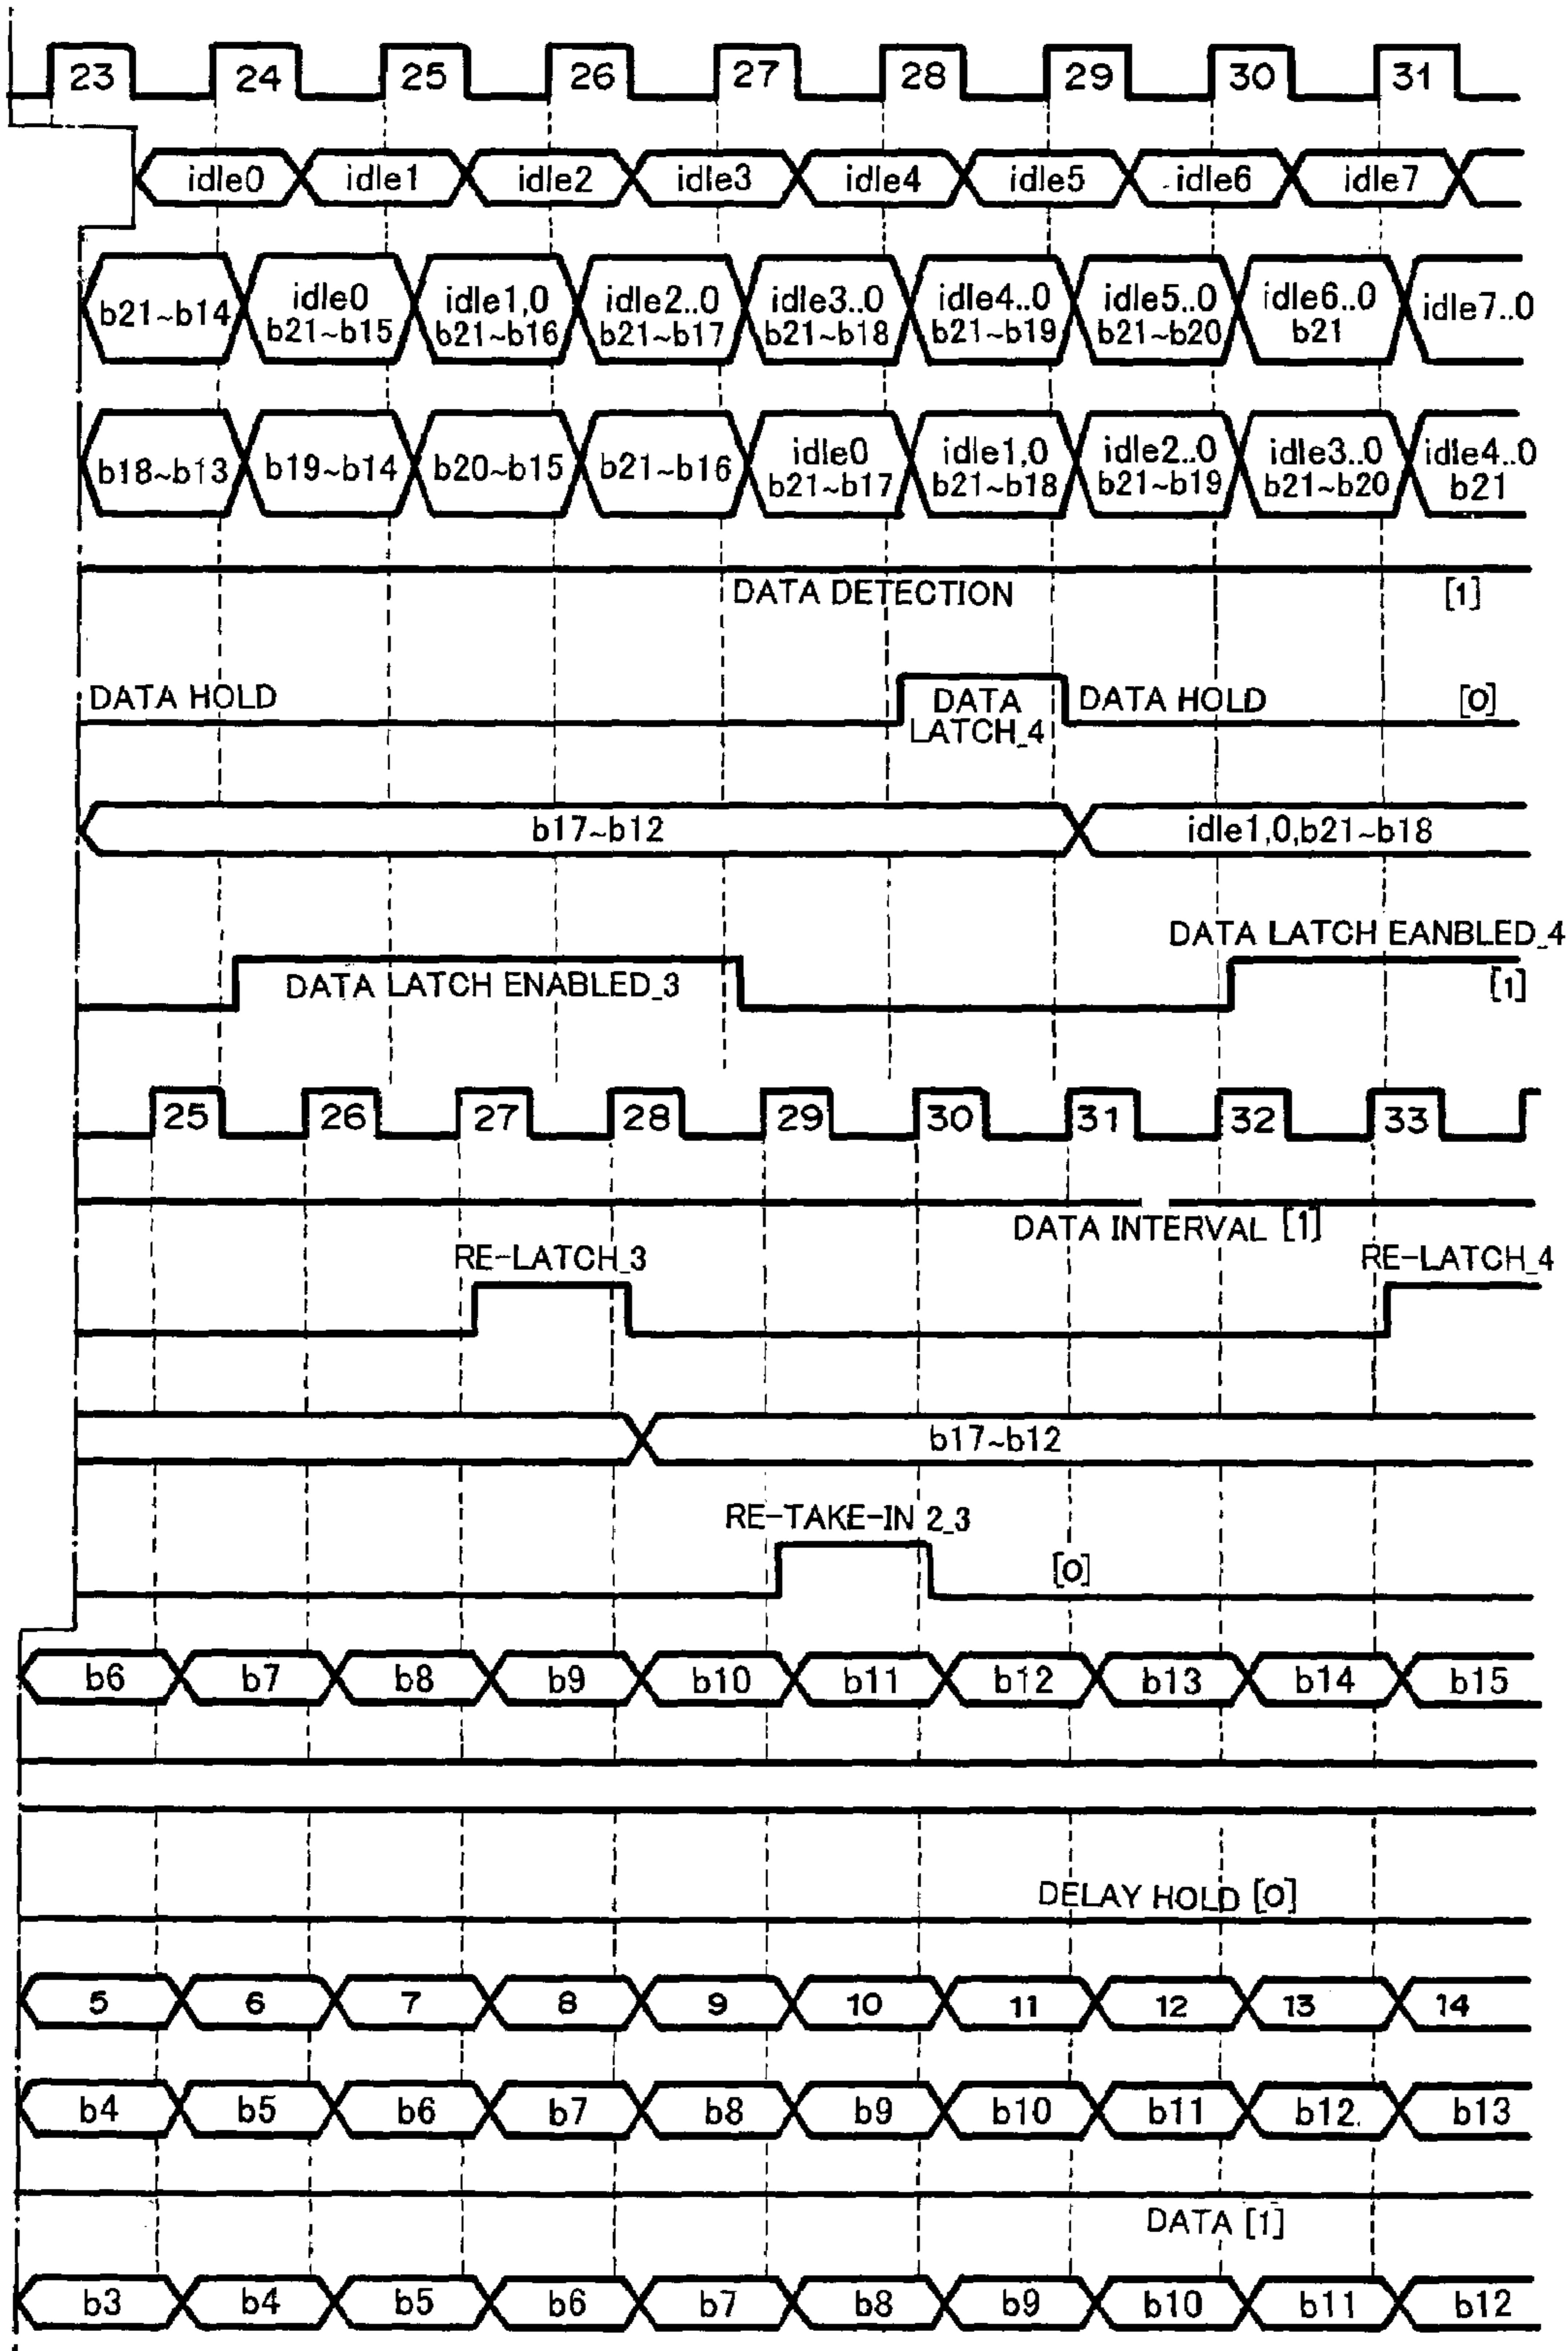 23 24 25 26 27 28 29 30 31
idle0 idle1 idle2 idle3 idle4 idle5 idle6 idle7
b21~b14 idle0 idle1,0 idle2..0 idle3..0 idle4..0 idle5..0 idle6..0 idle7..0
b21~b15 b21~b16 b21~b17 b21~b18 b21~b19 b21~b20 b21
b18~b13 b19~b14 b20~b15 b21~b16 idle0 idle1,0 idle2..0 idle3..0 idle4..0
b21~b17 b21~b18 b21~b19 b21~b20 b21
DATA DETECTION [1]
DATA HOLD DATA DATA HOLD [0]
LATCH_4
b17~b12 idle1,0,b21~b18
DATA LATCH EANBLED_4
DATA LATCH ENABLED_3 [1]
25 26 27 28 29 30 31 32 33
DATA INTERVAL [1]
RE-LATCH_3 RE-LATCH_4
b17~b12
RE-TAKE-IN 2_3
[0]
b6 b7 b8 b9 b10 b11 b12 b13 b14 b15
DELAY HOLD [0]
5 6 7 8 9 10 11 12 13 14
b4 b5 b6 b7 b8 b9 b10 b11 b12. b13
DATA [1]
b3 b4 b5 b6 b7 b8 b9 b10 b11 b12